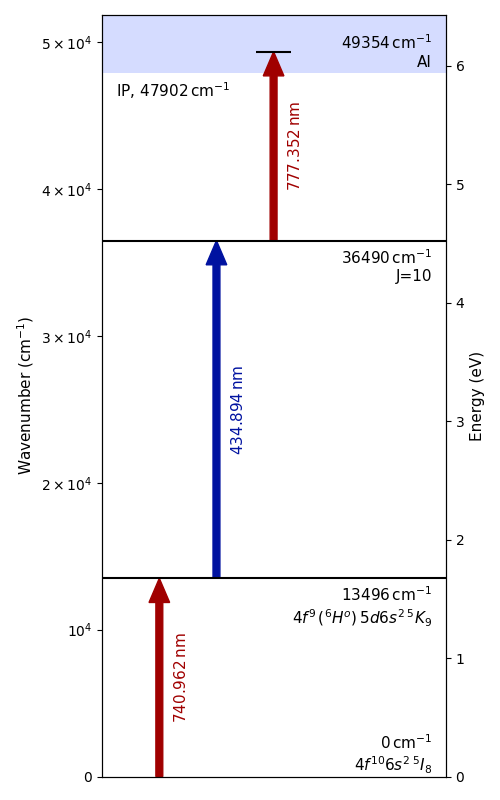 5 × 10⁴
49354 cm⁻¹
AI
6
IP, 47902 cm⁻¹
777.352 nm
4 × 10⁴
5
36490 cm⁻¹
J=10
4
Wavenumber (cm⁻¹)
3 × 10⁴
434.894 nm
Energy (eV)
3
2 × 10⁴
2
13496 cm⁻¹
4f⁹ (⁶Hᵒ) 5d6s² ⁵K₉
10⁴
740.962 nm
1
0 cm⁻¹
4f¹⁰6s² ⁵I₈
0
0